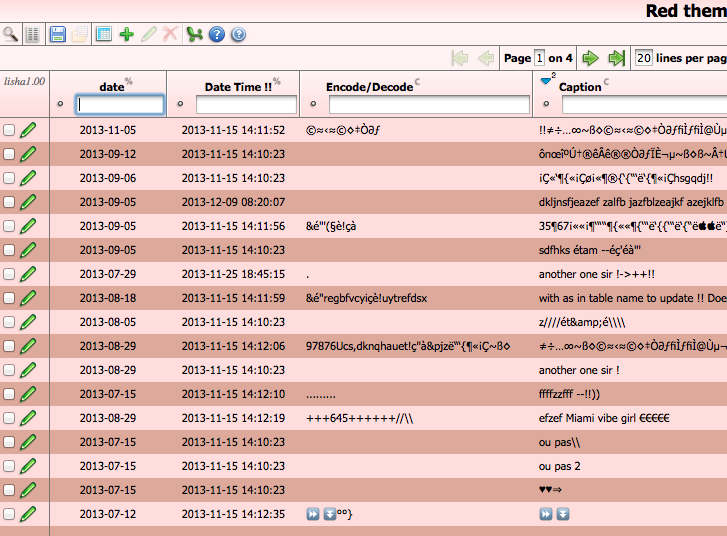 Red them
Page 1 on 4 20 lines per pag
lisha1.00 date % Date Time !! % Encode/Decode C 2 Caption C
2013-11-05 2013-11-15 14:11:52 ©≈‹≈©◊‡Ò∂ƒ !!≠÷…∞~ß◊©≈‹≈©◊‡Ò∂ƒfiÌƒfiÌ@Ùµ
2013-09-12 2013-11-15 14:10:23 ônœîºÚ†®êÂê®®Ò∂ƒÏÈ¬µ~ß◊ß~Å†U
2013-09-06 2013-11-15 14:10:23
2013-09-05 2013-12-09 08:20:07 dkljnsfjeazef zalfb jazfblzeajkf azejklfb
2013-09-05 2013-11-15 14:11:56 &é"'(§è!çà
2013-09-05 2013-11-15 14:10:23 sdfhks étam --éç'éà'"
2013-07-29 2013-11-25 18:45:15 . another one sir !->++!!
2013-08-18 2013-11-15 14:11:59 &é"regbfvcyiçè!uytrefdsx with as in table name to update !! Doe
2013-08-05 2013-11-15 14:10:23 z////ét&amp;é\\\\
2013-08-29 2013-11-15 14:12:06 97876Ucs,dknqhauet!ç"à&pjzë"'{¶«¡Ç~ß◊ ≠÷…∞~ß◊©≈‹≈©◊‡Ò∂ƒfiÌƒfiÌ@Ùµ¬
2013-08-29 2013-11-15 14:10:23 another one sir !
2013-07-15 2013-11-15 14:12:10 ......... ffffzzfff --!!))
2013-08-29 2013-11-15 14:12:19 +++645++++++//\\ efzef Miami vibe girl €€€€€
2013-07-15 2013-11-15 14:10:23 ou pas\\
2013-07-15 2013-11-15 14:10:23 ou pas 2
2013-07-15 2013-11-15 14:10:23 ♥♥⇒
2013-07-12 2013-11-15 14:12:35 ⏩ ⏬°°} ⏩ ⏬